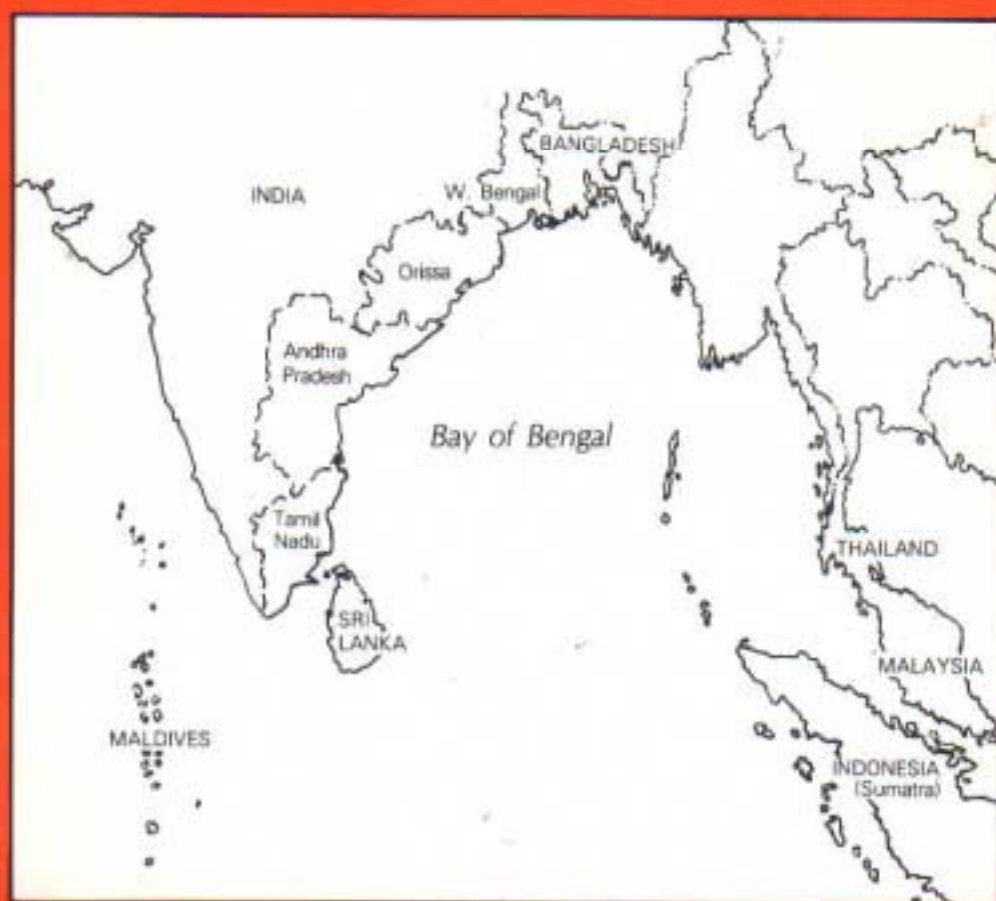 BANGLADESH
INDIA
W. Bengal
Orissa
Andhra
Pradesh
Bay of Bengal
Tamil
Nadu
THAILAND
SRI
LANKA
MALAYSIA
MALDIVES
INDONESIA
(Sumatra)